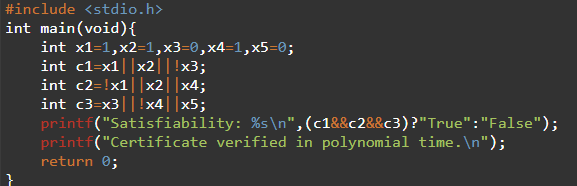 #include <stdio.h>
int main(void){
    int x1=1,x2=1,x3=0,x4=1,x5=0;
    int c1=x1||x2||!x3;
    int c2=!x1||x2||x4;
    int c3=x3||!x4||x5;
    printf("Satisfiability: %s\n",(c1&&c2&&c3)?"True":"False");
    printf("Certificate verified in polynomial time.\n");
    return 0;
}